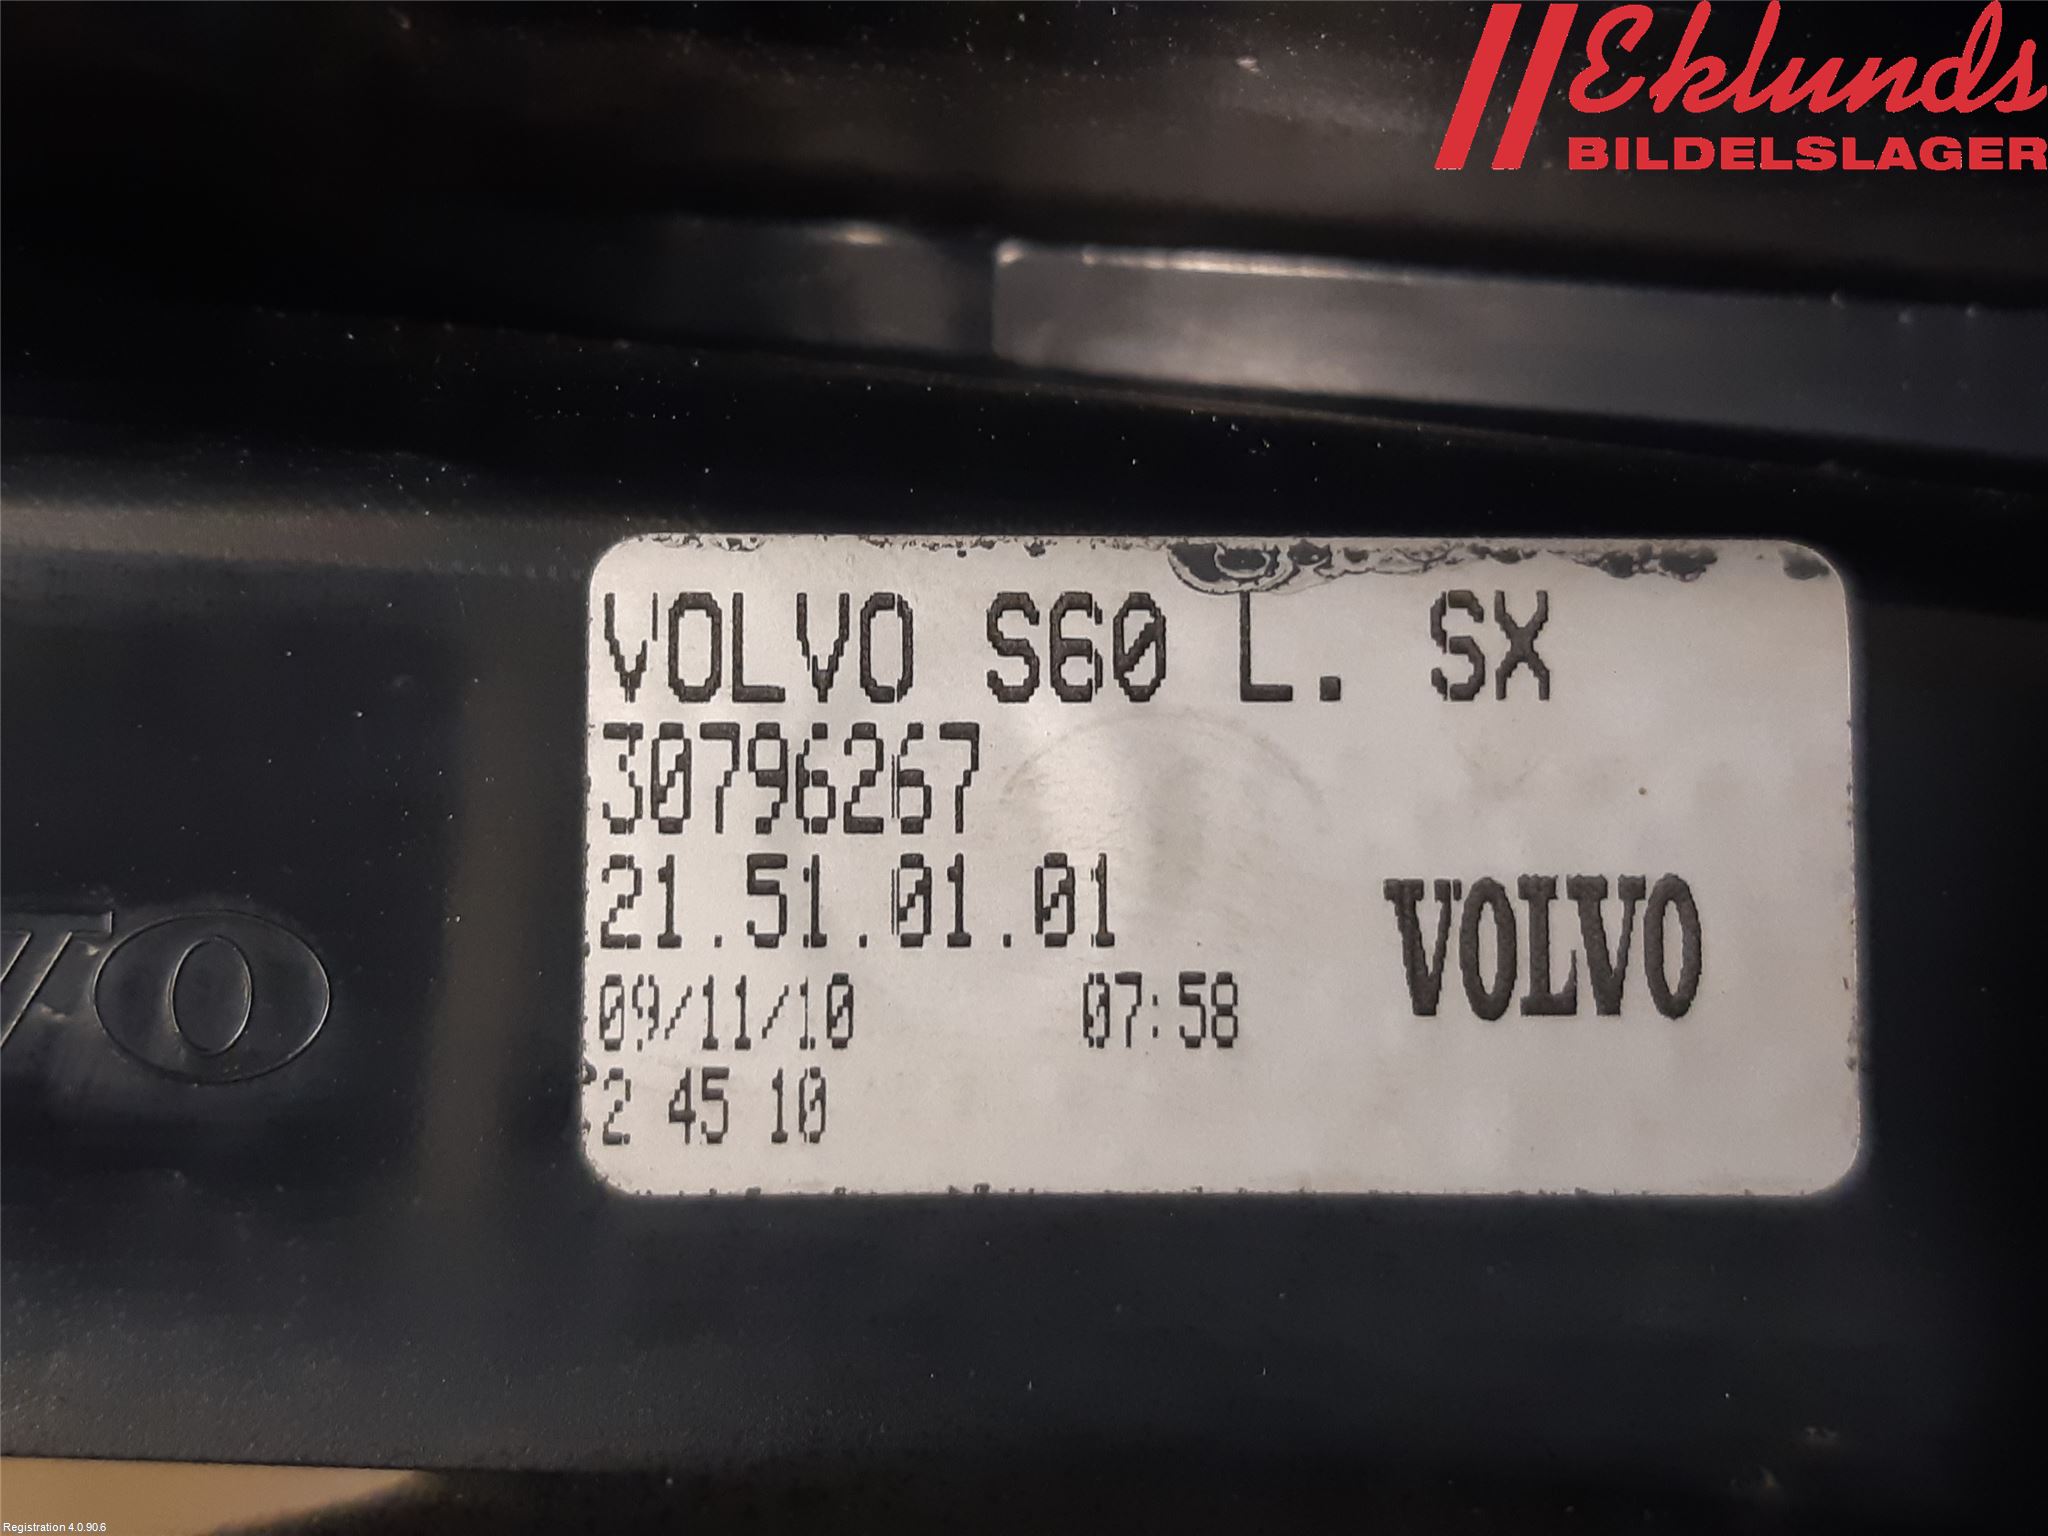 Eklunds
BILDELSLAGER
VOLVO S60 L. SX
30796267
21.51.01.01
VOLVO
09/11/10 07:58
2 45 10
VO
Registration 4.0.90.6